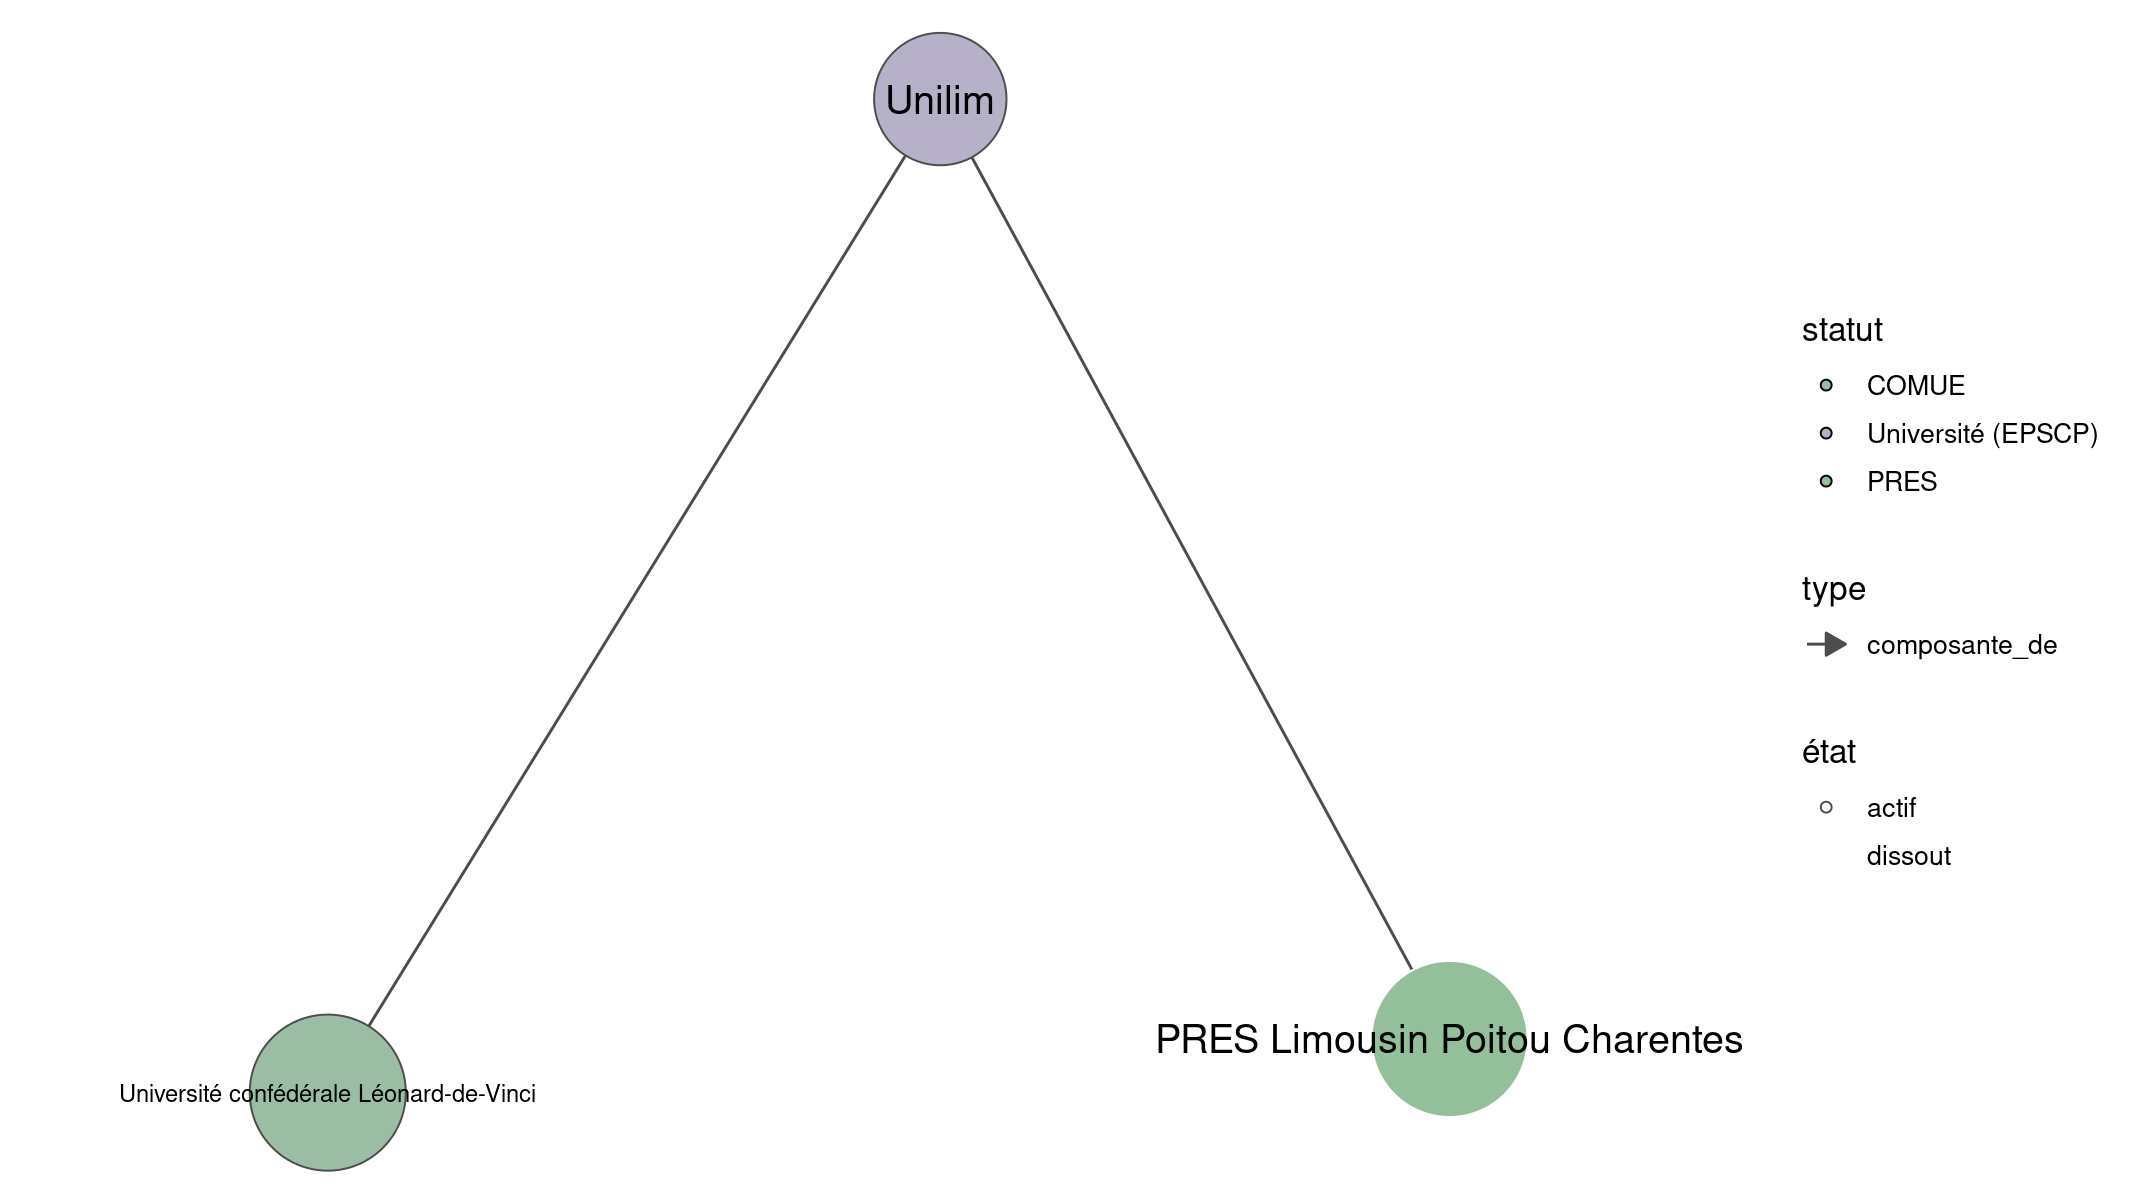 Unilim
statut
COMUE
Université (EPSCP)
PRES
type
composante_de
état
actif
dissout
PRES Limousin Poitou Charentes
Université confédérale Léonard-de-Vinci